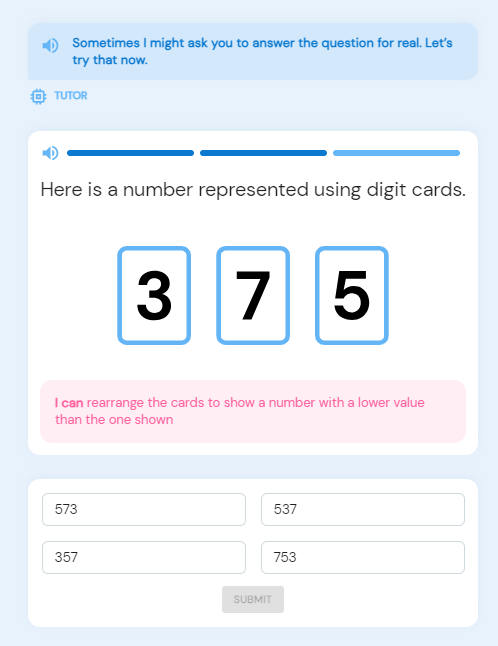 Sometimes I might ask you to answer the question for real. Let’s
try that now.
TUTOR
Here is a number represented using digit cards.
3 7 5
I can rearrange the cards to show a number with a lower value
than the one shown
573 537
357 753
SUBMIT